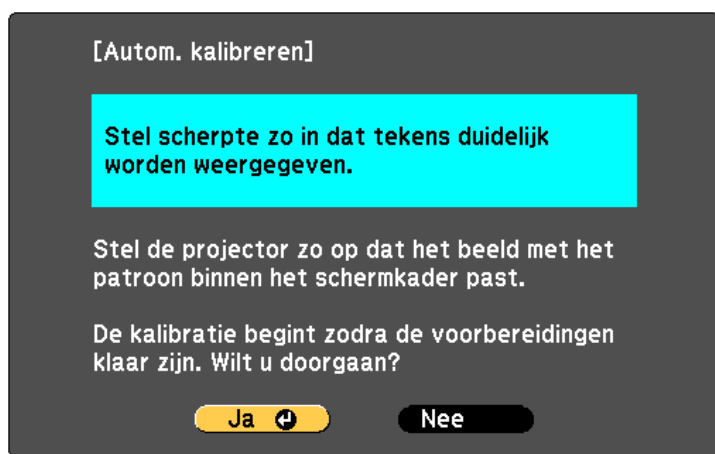 [Autom. kalibreren]
Stel scherpte zo in dat tekens duidelijk
worden weergegeven.
Stel de projector zo op dat het beeld met het
patroon binnen het schermkader past.
De kalibratie begint zodra de voorbereidingen
klaar zijn. Wilt u doorgaan?
Ja
Nee